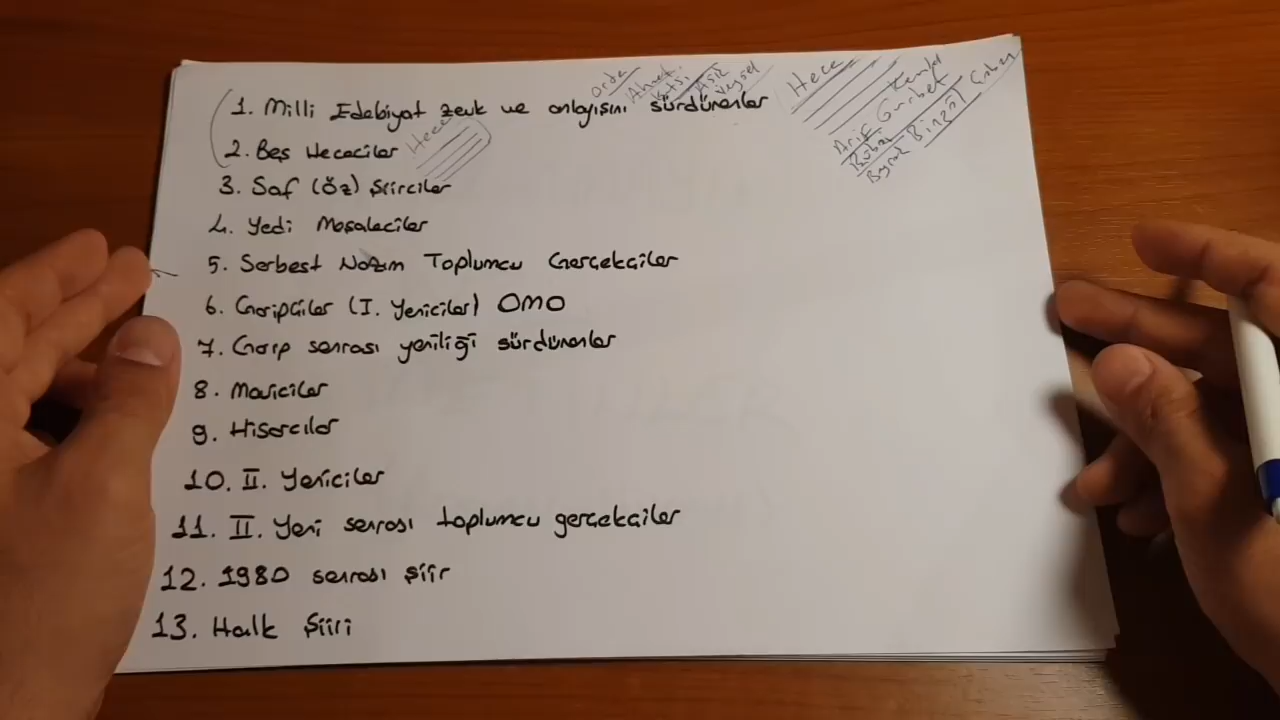 1. Milli Edebiyat zevk ve anlayışını sürdürenler
Orda Ahmet Kutsi Aşık Veysel
Hece
Kemal
Arif
Bayrak Bingöl Çoban
2. Beş Hececiler
Hece
3. Saf (Öz) Şiirciler
4. Yedi Meşaleciler
5. Serbest Nazım Toplumcu Gerçekçiler
6. Garipçiler (I. Yeniciler) OMO
7. Garip sonrası yeniliği sürdürenler
8. Maviciler
9. Hisarcılar
10. II. Yeniciler
11. II. Yeni sonrası toplumcu gerçekçiler
12. 1980 sonrası şiir
13. Halk Şiiri